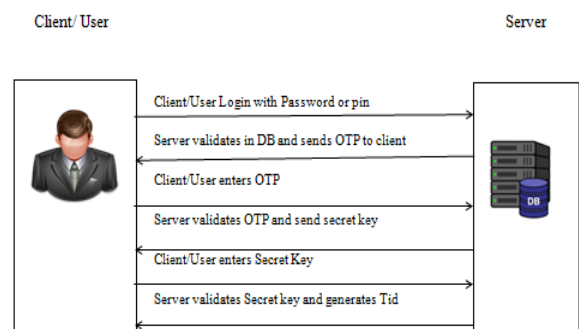 Client/ User
Server
Client/User Login with Password or pin
Server validates in DB and sends OTP to client
Client/User enters OTP
DB
Server validates OTP and send secret key
Client/User enters Secret Key
Server validates Secret key and generates Tid